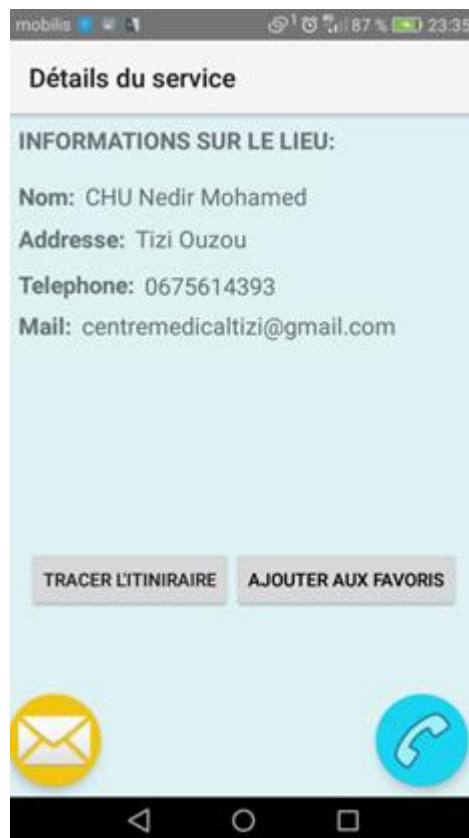 mobilis 87 % 23:35
Détails du service
INFORMATIONS SUR LE LIEU:
Nom: CHU Nedir Mohamed
Addresse: Tizi Ouzou
Telephone: 0675614393
Mail: centremedicaltizi@gmail.com
TRACER L'ITINIRAIRE AJOUTER AUX FAVORIS